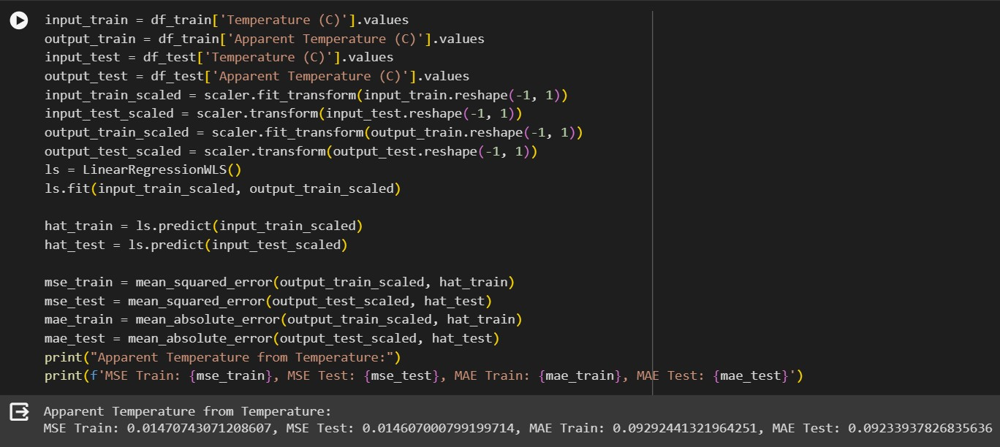 input_train = df_train['Temperature (C)'].values
output_train = df_train['Apparent Temperature (C)'].values
input_test = df_test['Temperature (C)'].values
output_test = df_test['Apparent Temperature (C)'].values
input_train_scaled = scaler.fit_transform(input_train.reshape(-1, 1))
input_test_scaled = scaler.transform(input_test.reshape(-1, 1))
output_train_scaled = scaler.fit_transform(output_train.reshape(-1, 1))
output_test_scaled = scaler.transform(output_test.reshape(-1, 1))
ls = LinearRegressionWLS()
ls.fit(input_train_scaled, output_train_scaled)

hat_train = ls.predict(input_train_scaled)
hat_test = ls.predict(input_test_scaled)

mse_train = mean_squared_error(output_train_scaled, hat_train)
mse_test = mean_squared_error(output_test_scaled, hat_test)
mae_train = mean_absolute_error(output_train_scaled, hat_train)
mae_test = mean_absolute_error(output_test_scaled, hat_test)
print("Apparent Temperature from Temperature:")
print(f'MSE Train: {mse_train}, MSE Test: {mse_test}, MAE Train: {mae_train}, MAE Test: {mae_test}')
Apparent Temperature from Temperature:
MSE Train: 0.01470743071208607, MSE Test: 0.014607000799199714, MAE Train: 0.09292441321964251, MAE Test: 0.09233937826835636